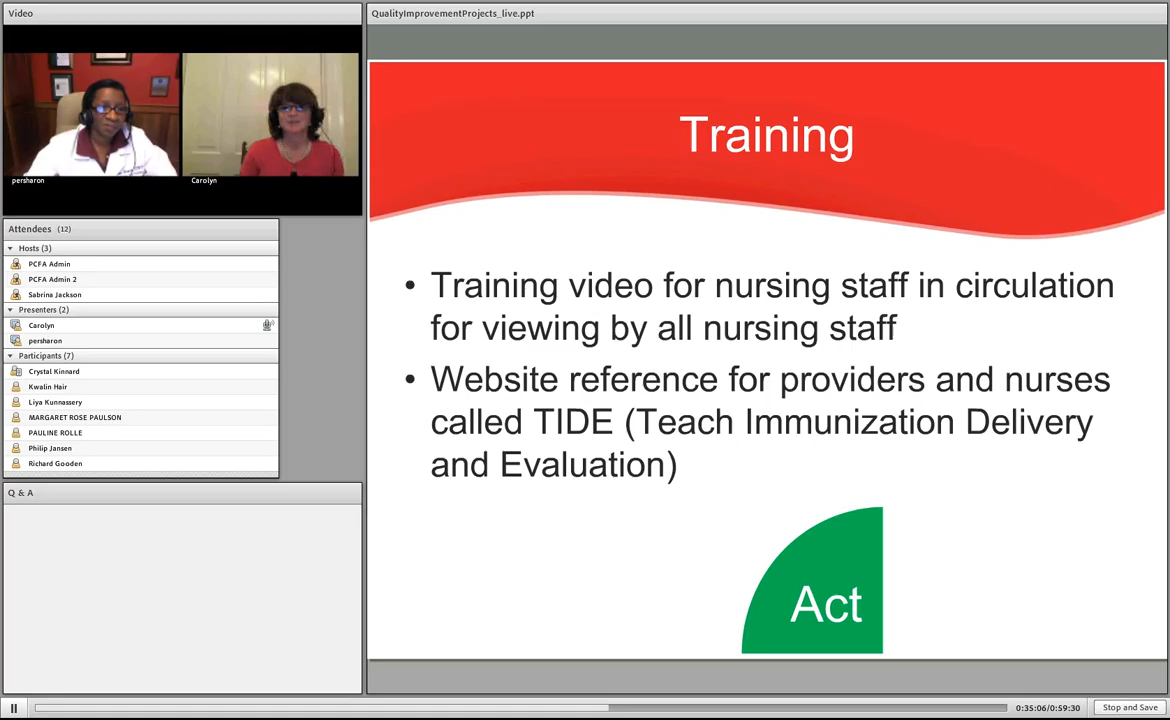 Video
persharon
Carolyn
Attendees (12)
Hosts (3)
PCFA Admin
PCFA Admin 2
Sabrina Jackson
Presenters (2)
Carolyn
persharon
Participants (7)
Crystal Kinnard
Kwalin Hair
Liya Kunnassery
MARGARET ROSE PAULSON
PAULINE ROLLE
Philip Jansen
Richard Gooden
Q & A
QualityImprovementProjects_live.ppt
Training
• Training video for nursing staff in circulation
for viewing by all nursing staff
• Website reference for providers and nurses
called TIDE (Teach Immunization Delivery
and Evaluation)
Act
0:35:06/0:59:30
Stop and Save